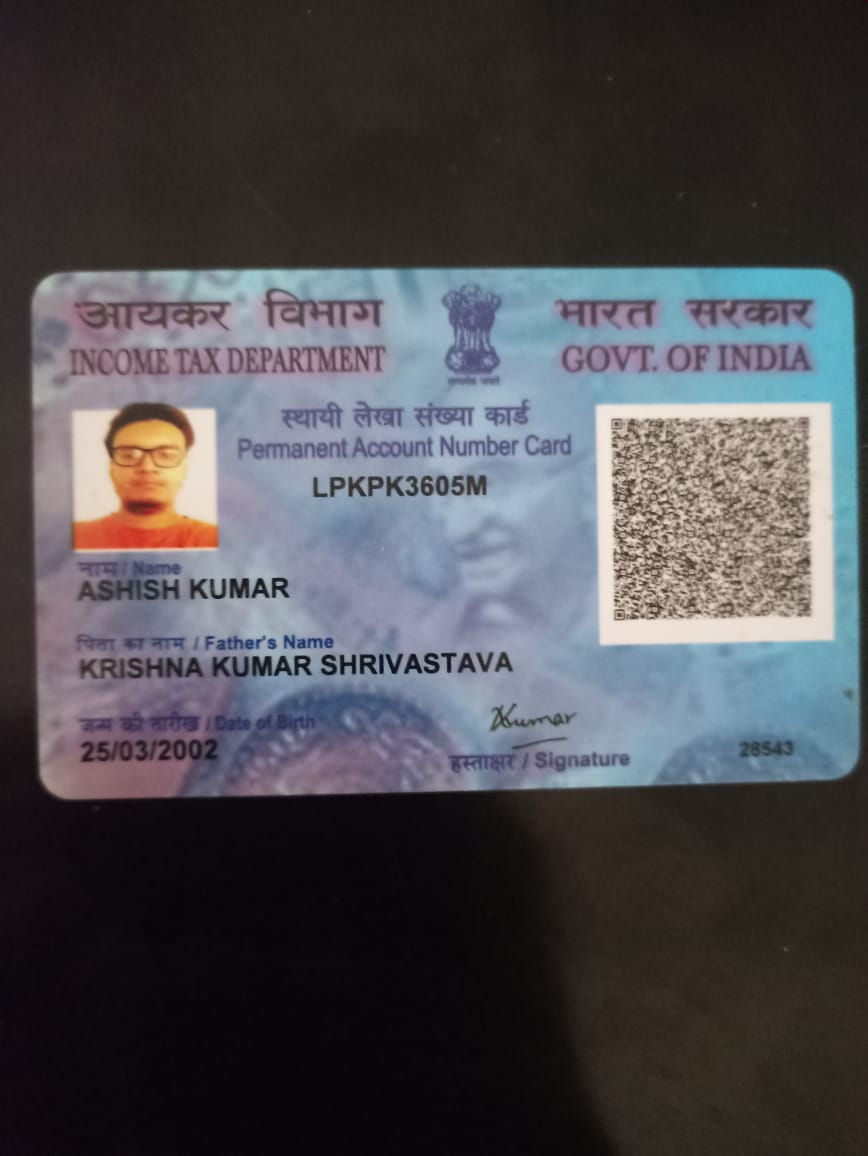 आयकर विभाग
INCOME TAX DEPARTMENT
भारत सरकार
GOVT. OF INDIA
सत्यमेव जयते
स्थायी लेखा संख्या कार्ड
Permanent Account Number Card
LPKPK3605M
नाम / Name
ASHISH KUMAR
पिता का नाम / Father's Name
KRISHNA KUMAR SHRIVASTAVA
जन्म की तारीख / Date of Birth
25/03/2002
Kumar
हस्ताक्षर / Signature
28543